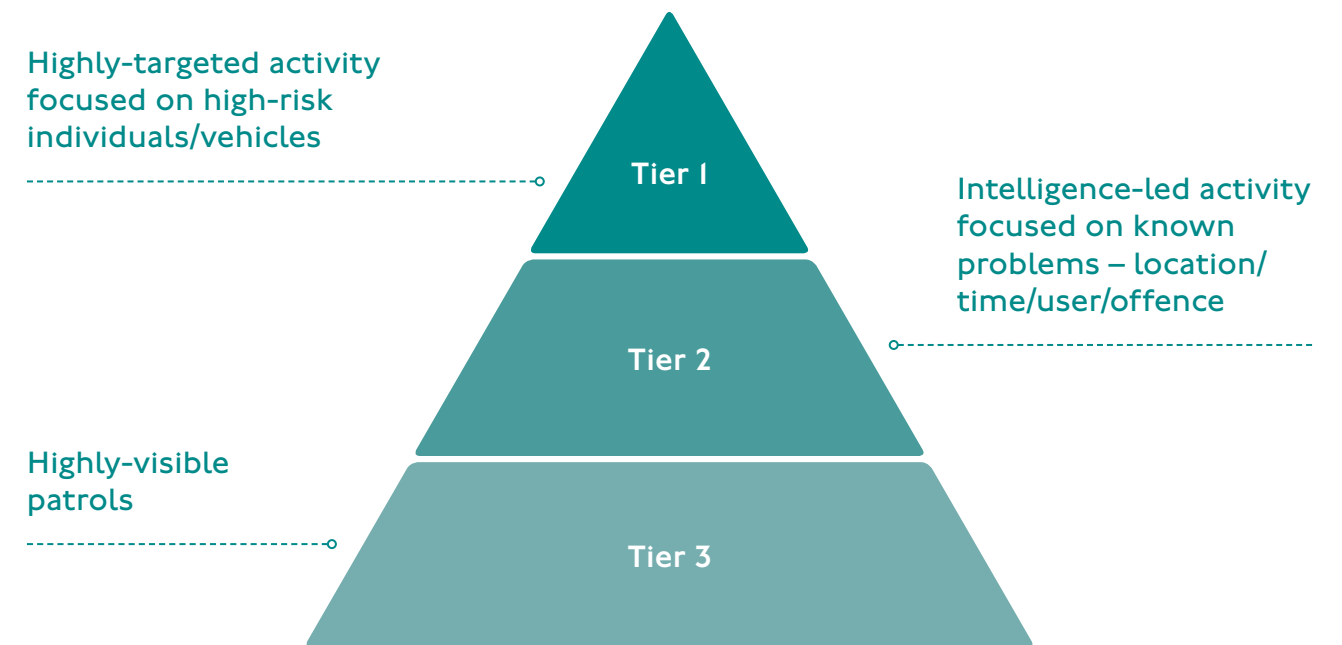 Highly-targeted activity
focused on high-risk
individuals/vehicles
Tier 1
Intelligence-led activity
focused on known
problems – location/
time/user/offence
Tier 2
Highly-visible
patrols
Tier 3